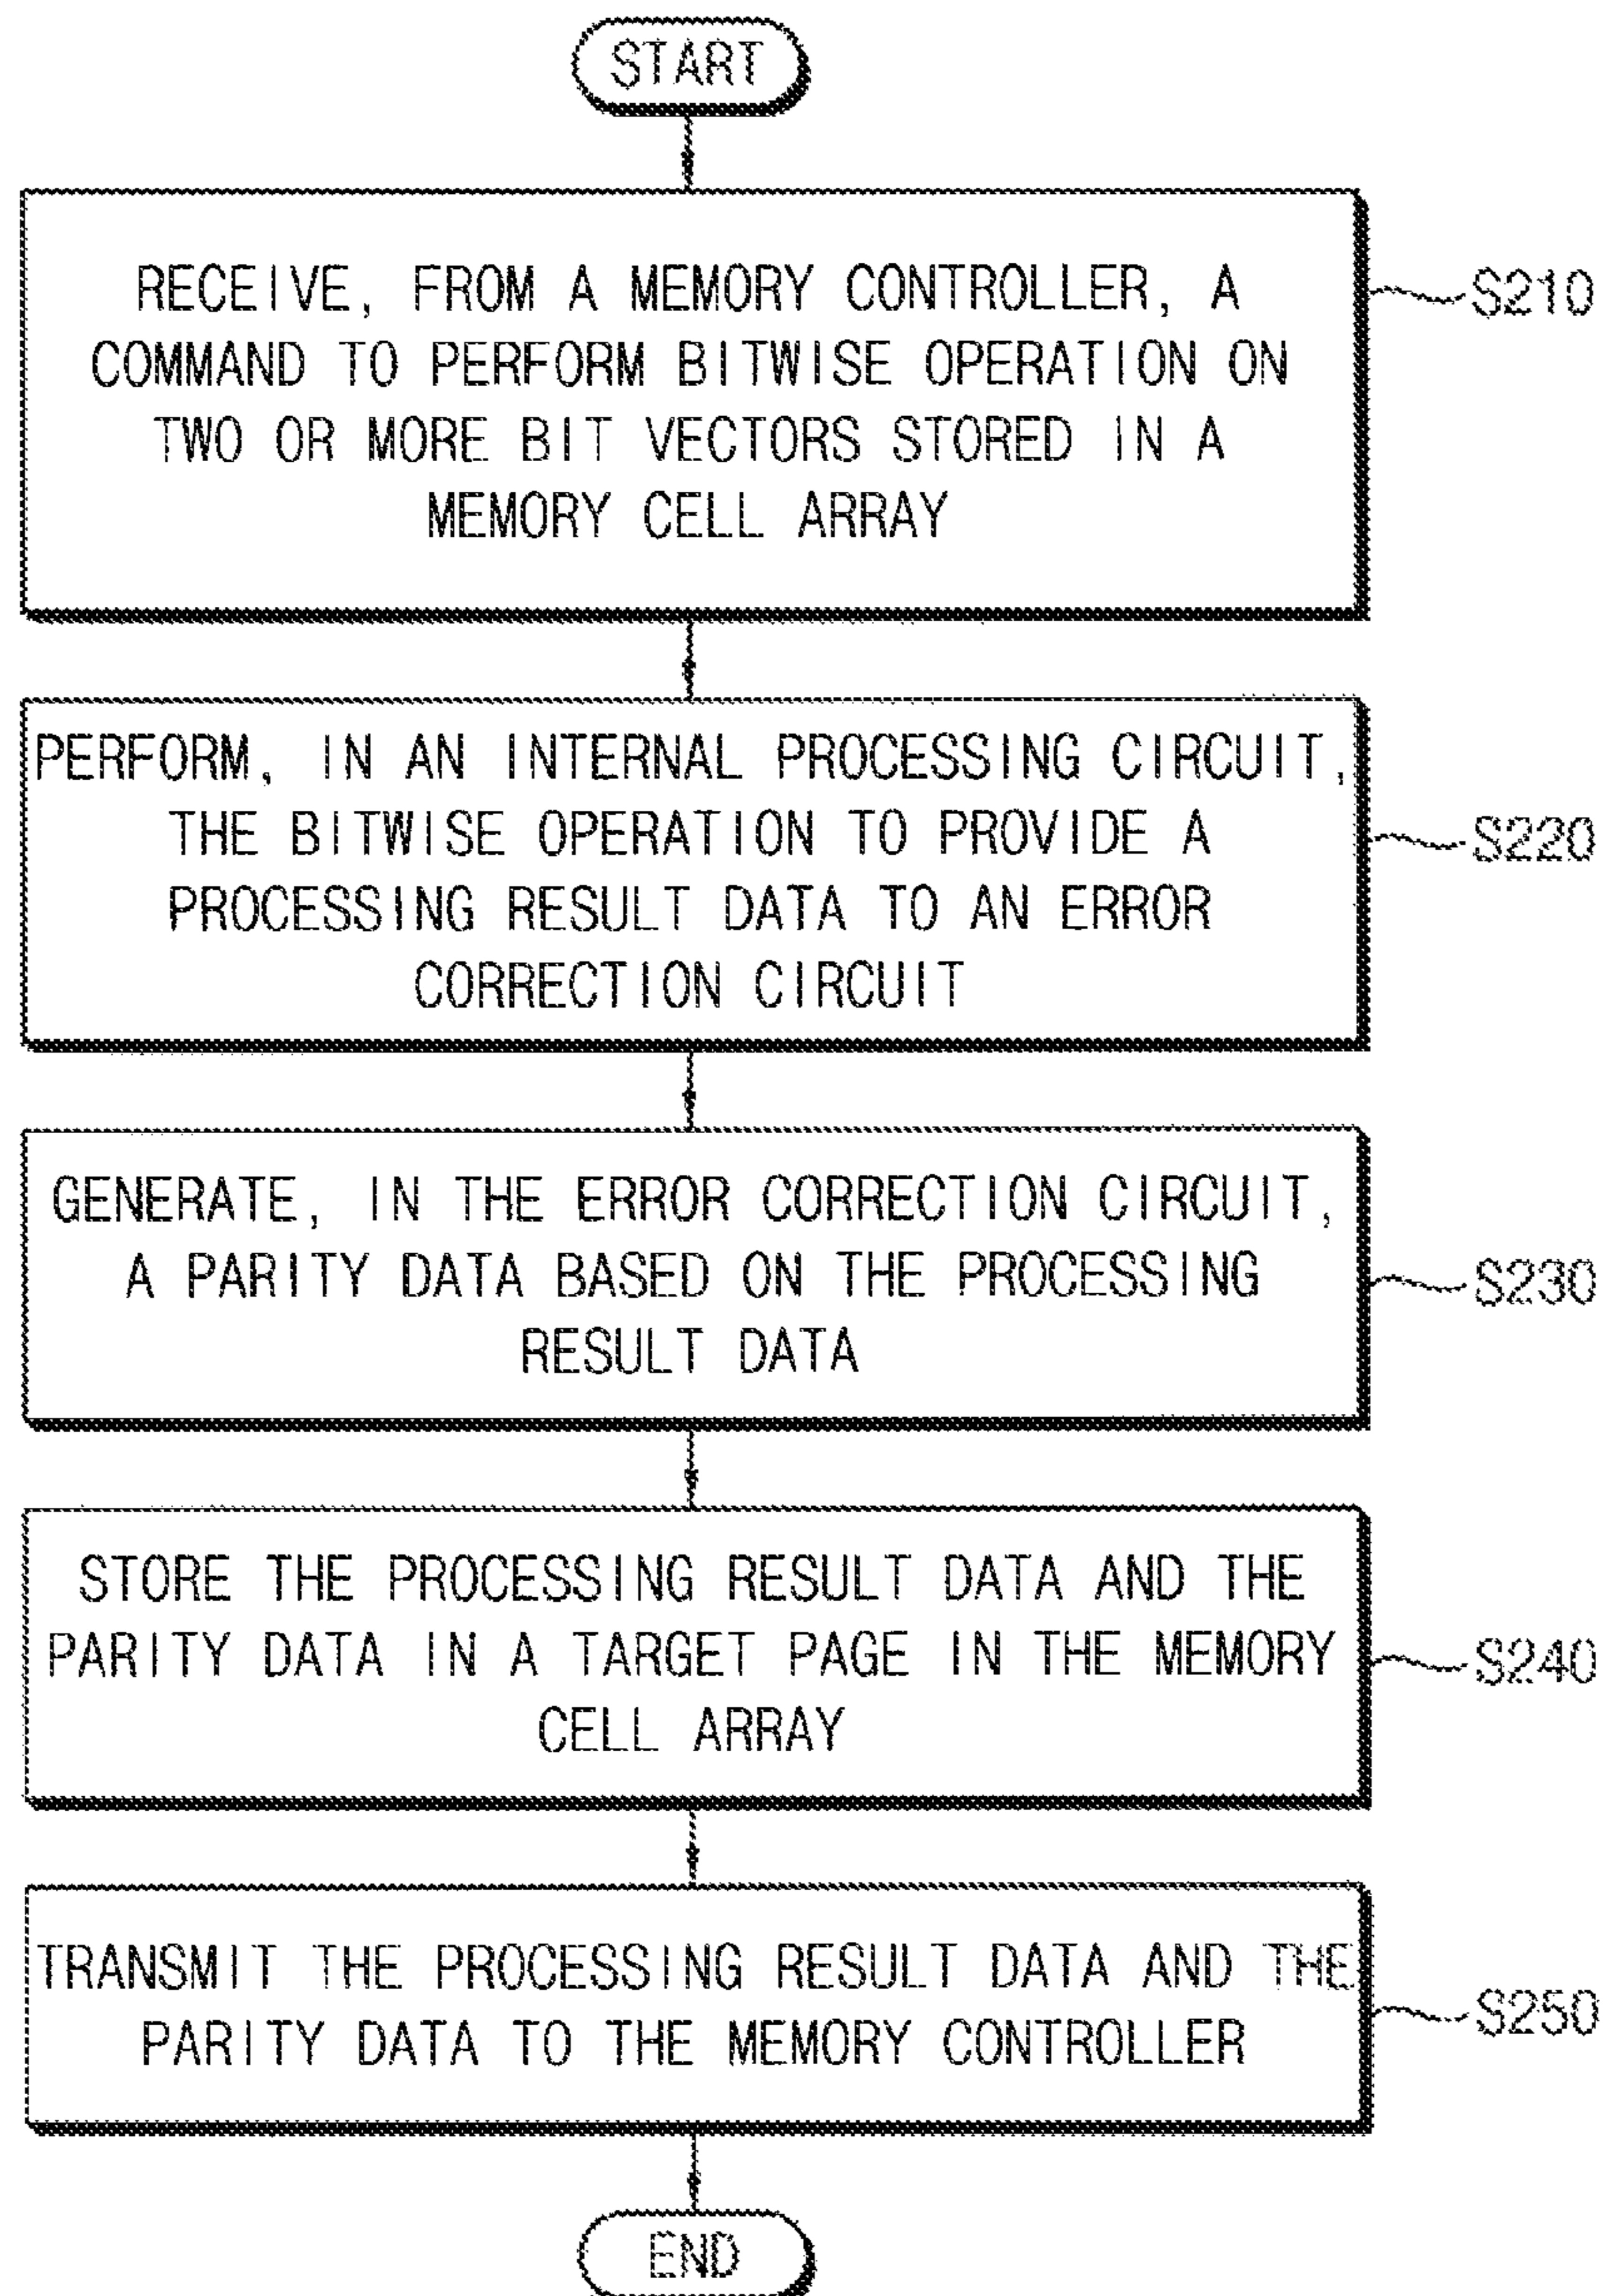 START
RECEIVE, FROM A MEMORY CONTROLLER, A
COMMAND TO PERFORM BITWISE OPERATION ON
TWO OR MORE BIT VECTORS STORED IN A
MEMORY CELL ARRAY
S210
PERFORM, IN AN INTERNAL PROCESSING CIRCUIT,
THE BITWISE OPERATION TO PROVIDE A
PROCESSING RESULT DATA TO AN ERROR
CORRECTION CIRCUIT
S220
GENERATE, IN THE ERROR CORRECTION CIRCUIT,
A PARITY DATA BASED ON THE PROCESSING
RESULT DATA
S230
STORE THE PROCESSING RESULT DATA AND THE
PARITY DATA IN A TARGET PAGE IN THE MEMORY
CELL ARRAY
S240
TRANSMIT THE PROCESSING RESULT DATA AND THE
PARITY DATA TO THE MEMORY CONTROLLER
S250
END